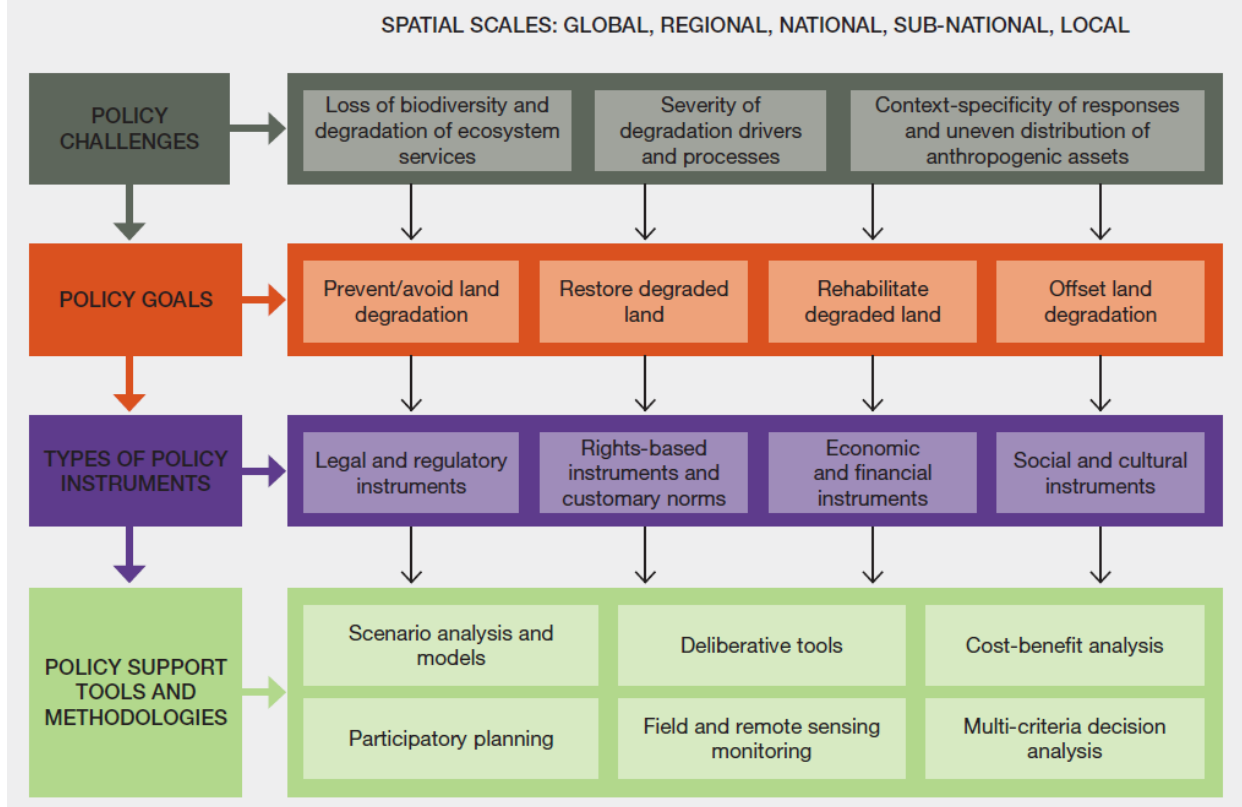 SPATIAL SCALES: GLOBAL, REGIONAL, NATIONAL, SUB-NATIONAL, LOCAL
POLICY
CHALLENGES
Loss of biodiversity and
degradation of ecosystem
services
Severity of
degradation drivers
and processes
Context-specificity of responses
and uneven distribution of
anthropogenic assets
POLICY GOALS
Prevent/avoid land
degradation
Restore degraded
land
Rehabilitate
degraded land
Offset land
degradation
TYPES OF POLICY
INSTRUMENTS
Legal and regulatory
instruments
Rights-based
instruments and
customary norms
Economic
and financial
instruments
Social and cultural
instruments
POLICY SUPPORT
TOOLS AND
METHODOLOGIES
Scenario analysis and
models
Deliberative tools
Cost-benefit analysis
Participatory planning
Field and remote sensing
monitoring
Multi-criteria decision
analysis